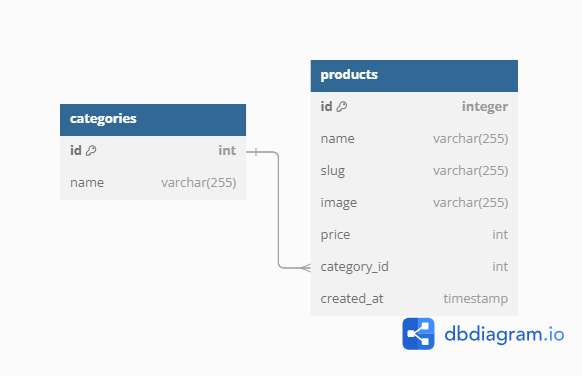 categories
id int
name varchar(255)
products
id integer
name varchar(255)
slug varchar(255)
image varchar(255)
price int
category_id int
created_at timestamp
dbdiagram.io